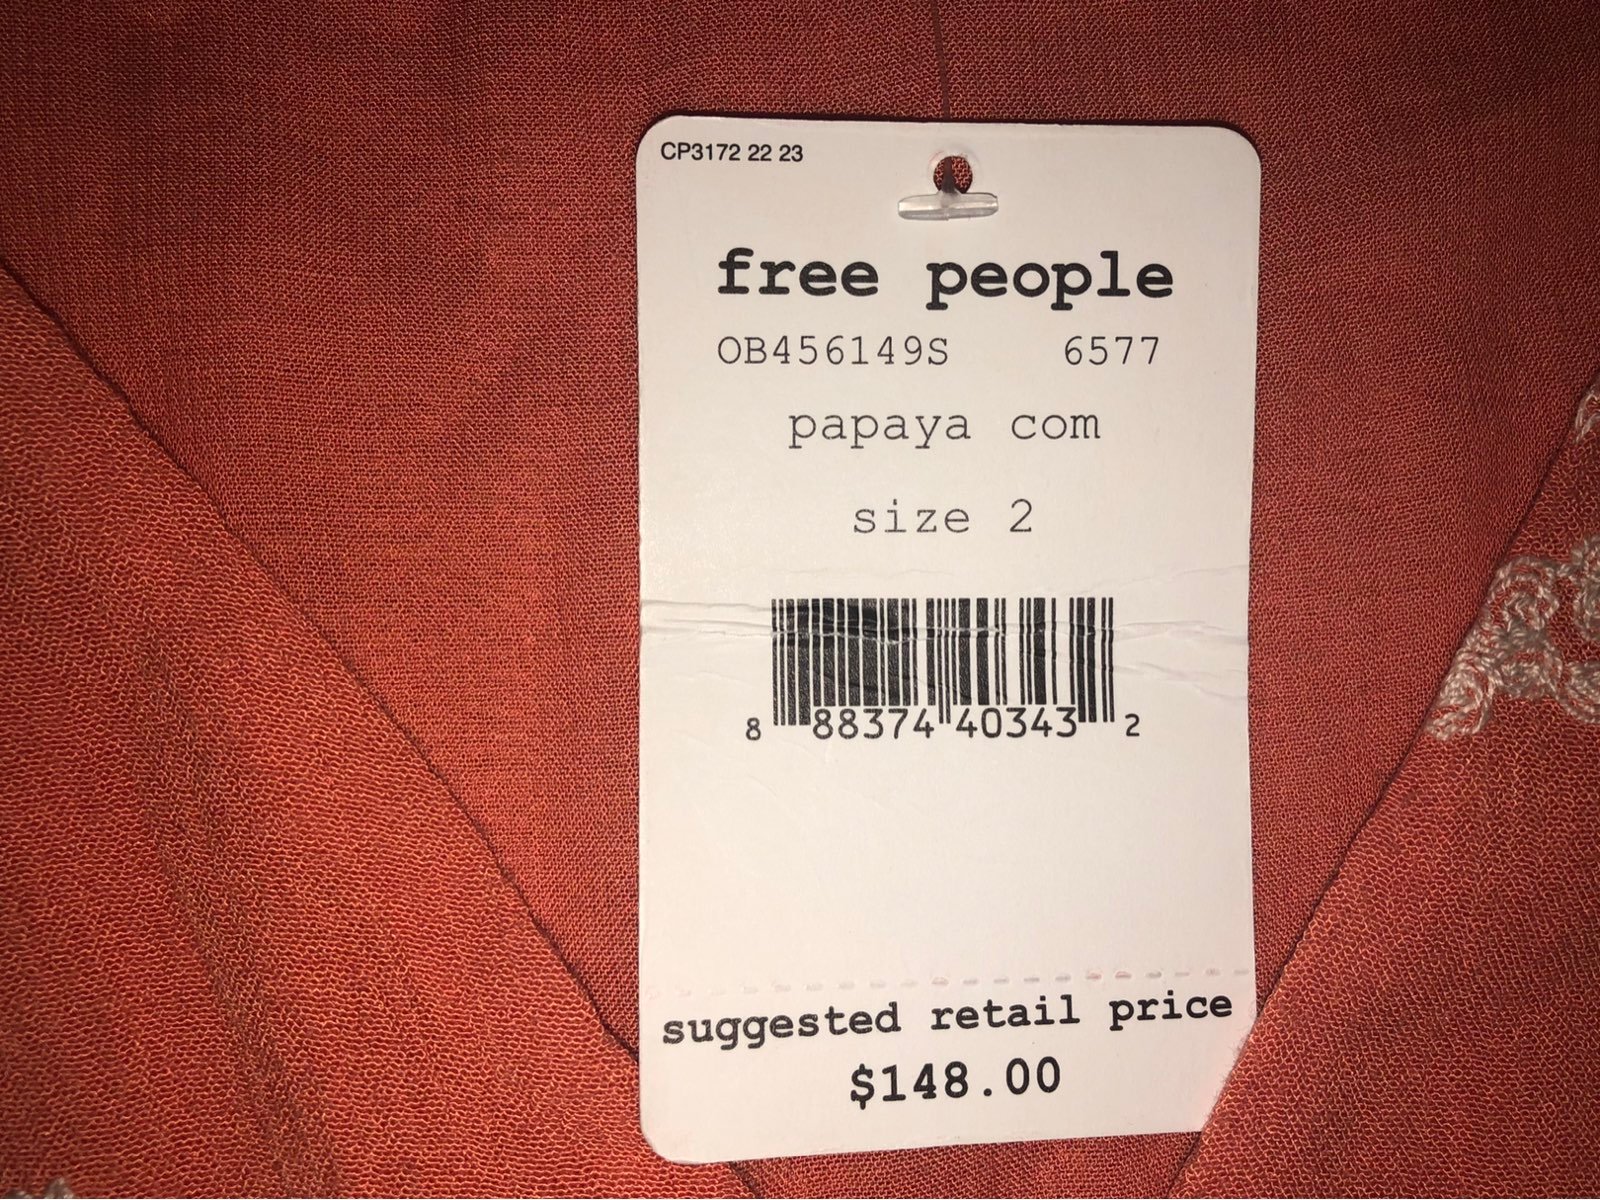 CP3172 22 23
free people
OB456149S 6577
papaya com
size 2
8 88374 40343 2
suggested retail price
$148.00